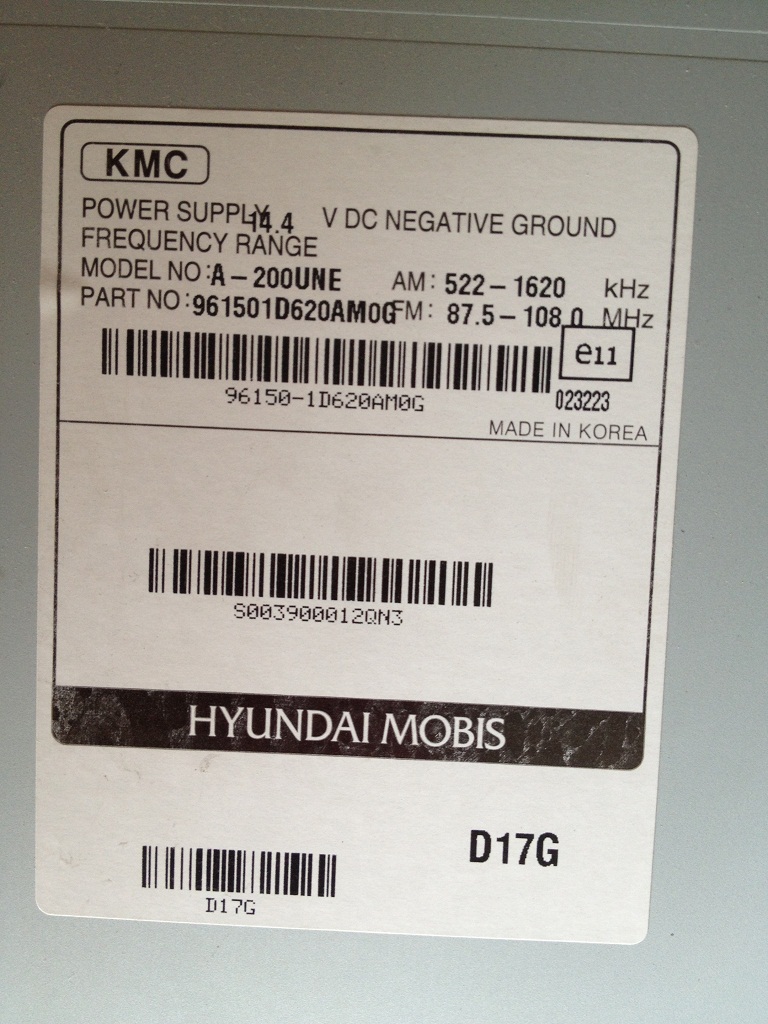 KMC
POWER SUPPLY 14.4 V DC NEGATIVE GROUND
FREQUENCY RANGE
MODEL NO:A-200UNE AM: 522-1620 kHz
PART NO:961501D620AM0G FM: 87.5-108.0 MHz
e11
96150-1D620AM0G 023223
MADE IN KOREA
S003900012QN3
HYUNDAI MOBIS
D17G
D17G